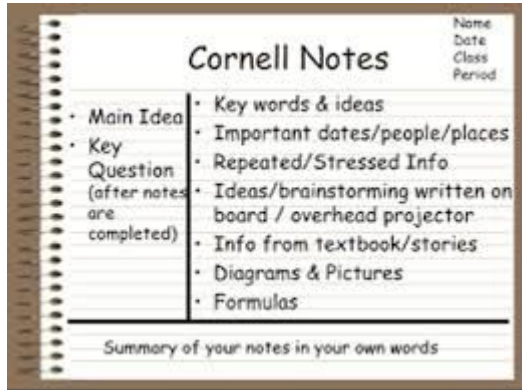 Name
Date
Class
Period
Cornell Notes
• Main Idea
• Key
Question
(after notes
are
completed)
• Key words & ideas
• Important dates/people/places
• Repeated/Stressed Info
• Ideas/brainstorming written on
board / overhead projector
• Info from textbook/stories
• Diagrams & Pictures
• Formulas
Summary of your notes in your own words